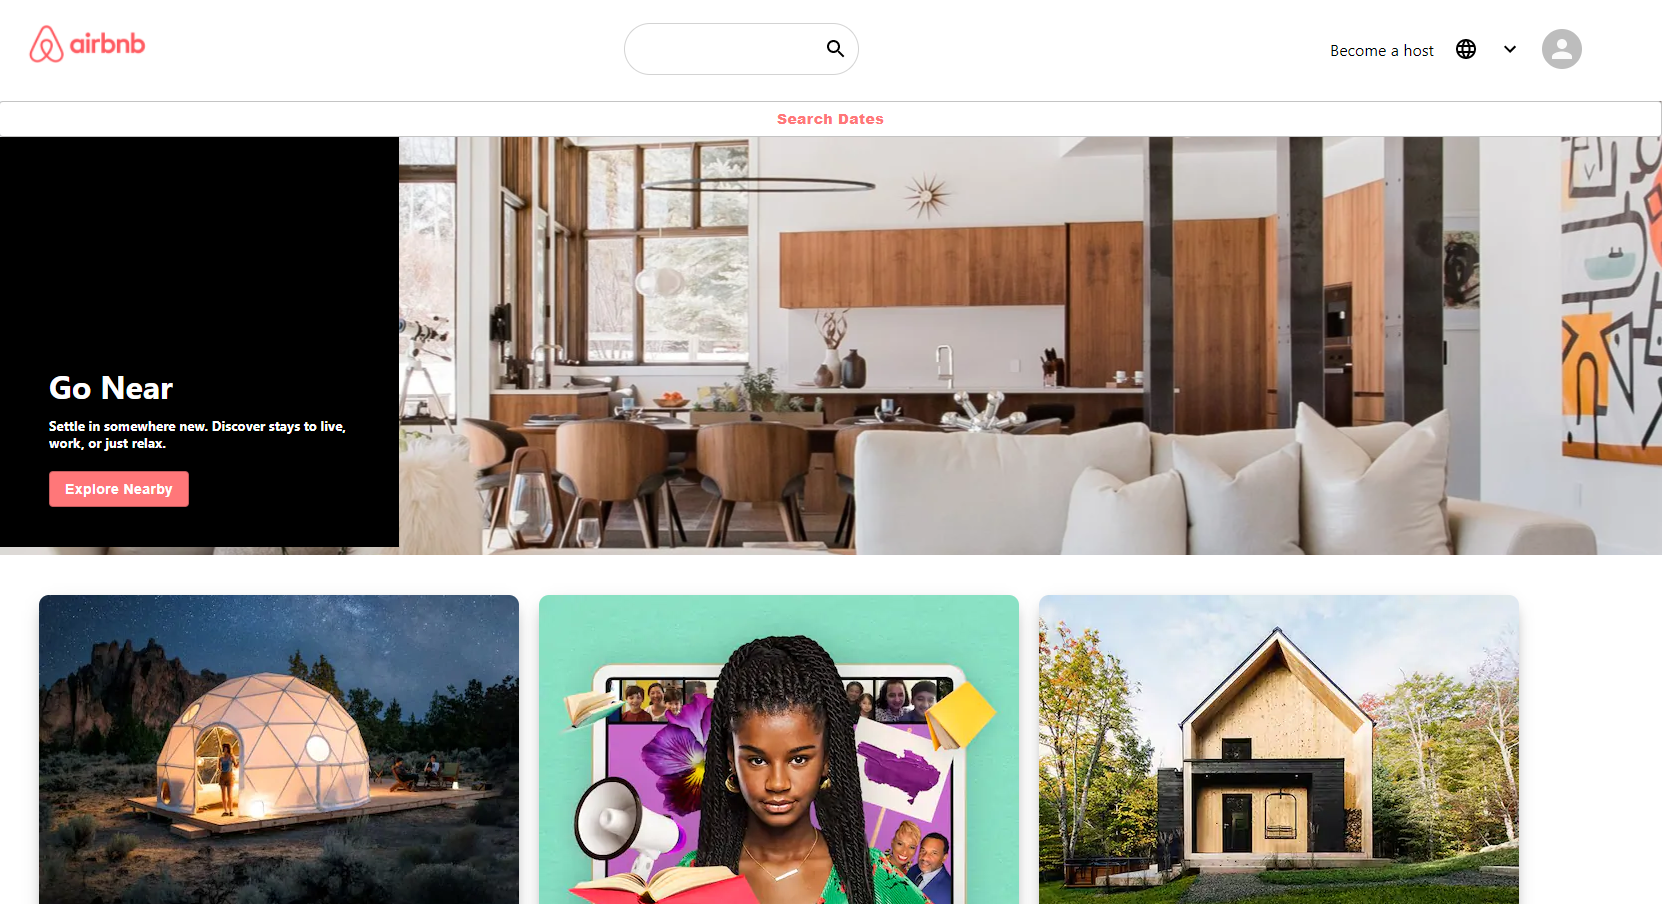 airbnb
Become a host
Search Dates
Go Near
Settle in somewhere new. Discover stays to live,
work, or just relax.
Explore Nearby